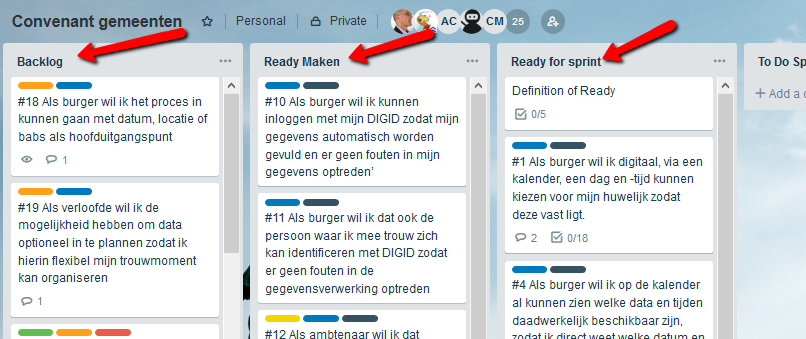 Convenant gemeenten
Personal
Private
AC
CM
25
Backlog
#18 Als burger wil ik het proces in
kunnen gaan met datum, locatie of
babs als hoofduitgangspunt
1
#19 Als verloofde wil ik de
mogelijkheid hebben om data
optioneel in te plannen zodat ik
hierin flexibel mijn trouwmoment
kan organiseren
1
Ready Maken
#10 Als burger wil ik kunnen
inloggen met mijn DIGID zodat mijn
gegevens automatisch worden
gevuld en er geen fouten in mijn
gegevens optreden'
#11 Als burger wil ik dat ook de
persoon waar ik mee trouw zich
kan identificeren met DIGID zodat
er geen fouten in de
gegevensverwerking optreden
#12 Als ambtenaar wil ik dat
Ready for sprint
Definition of Ready
0/5
#1 Als burger wil ik digitaal, via een
kalender, een dag en -tijd kunnen
kiezen voor mijn huwelijk zodat
deze vast ligt.
2 0/18
#4 Als burger wil ik op de kalender
al kunnen zien welke data en tijden
daadwerkelijk beschikbaar zijn,
zodat ik direct weet welke datum en
To Do Sp
Add a c